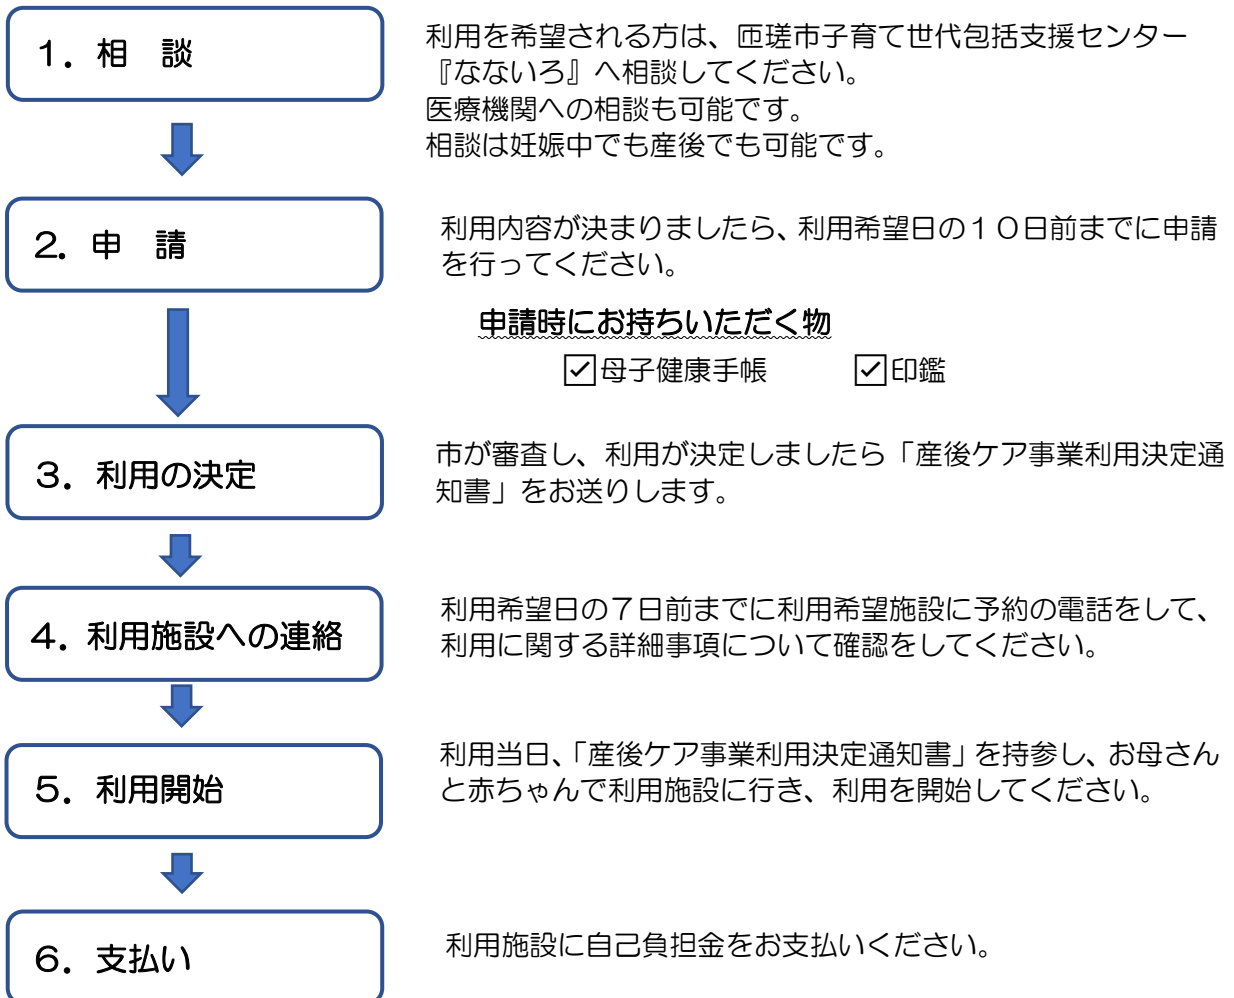 １．相　談
利用を希望される方は、匝瑳市子育て世代包括支援センター
『なないろ』へ相談してください。
医療機関への相談も可能です。
相談は妊娠中でも産後でも可能です。
２．申　請
利用内容が決まりましたら、利用希望日の１０日前までに申請
を行ってください。
申請時にお持ちいただく物
☑母子健康手帳　　　☑印鑑
３．利用の決定
市が審査し、利用が決定しましたら「産後ケア事業利用決定通
知書」をお送りします。
４．利用施設への連絡
利用希望日の７日前までに利用希望施設に予約の電話をして、
利用に関する詳細事項について確認をしてください。
５．利用開始
利用当日、「産後ケア事業利用決定通知書」を持参し、お母さん
と赤ちゃんで利用施設に行き、利用を開始してください。
６．支払い
利用施設に自己負担金をお支払いください。